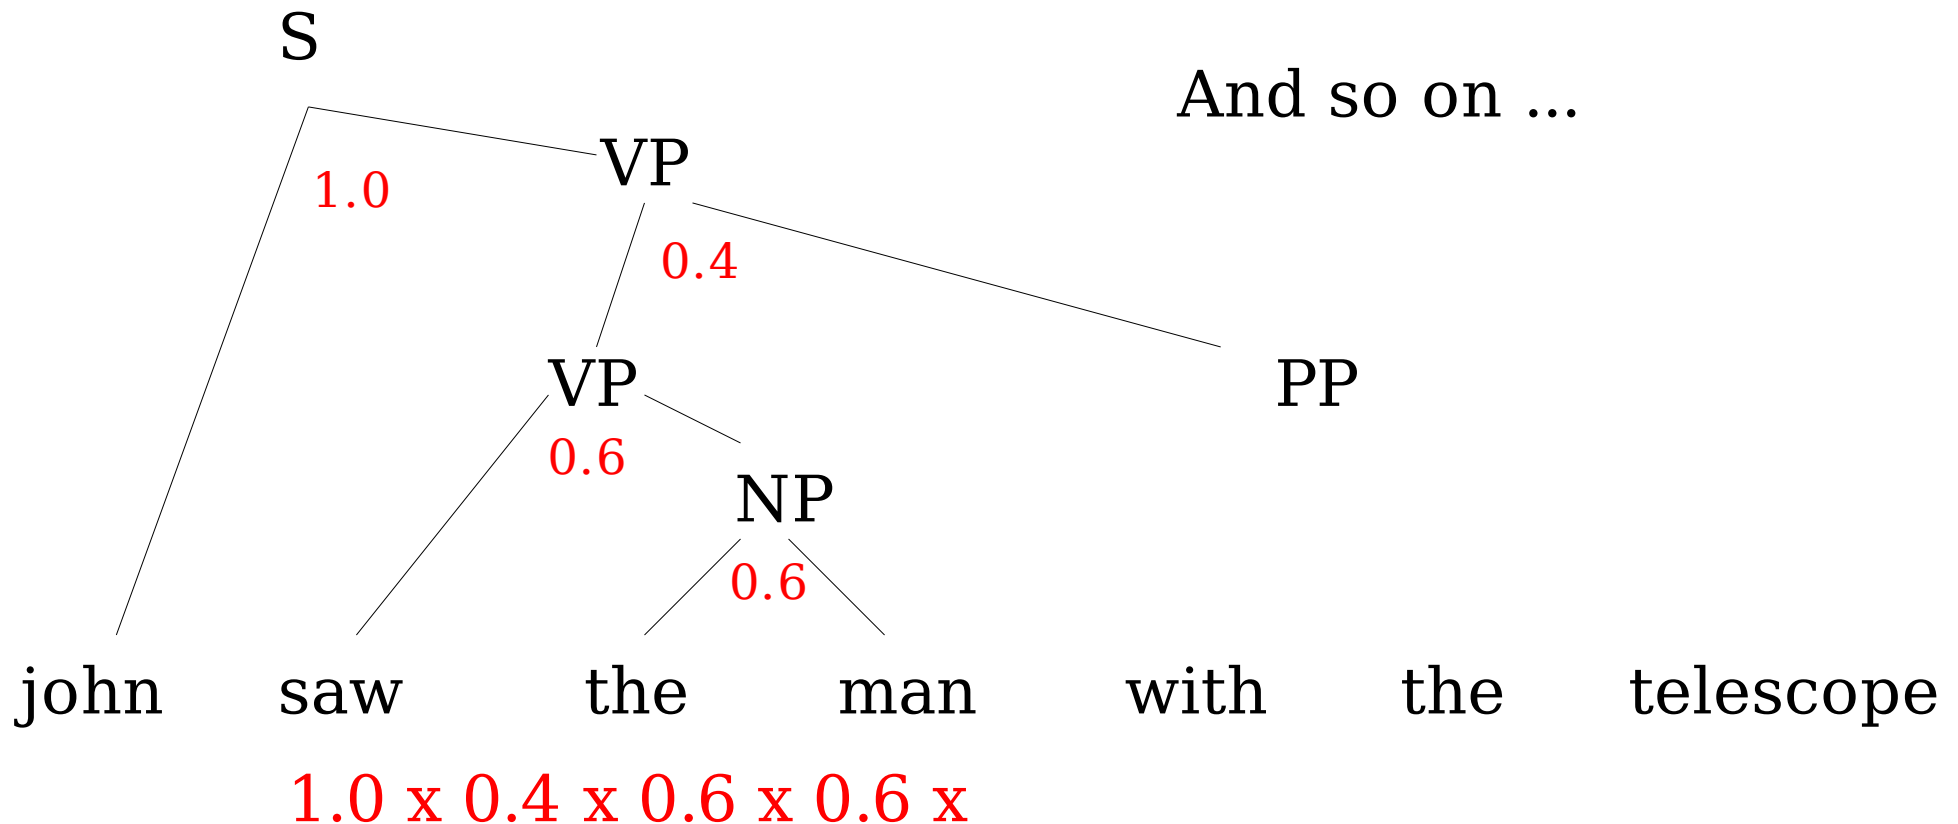 S
And so on ...
VP
1.0
0.4
VP
PP
0.6
NP
0.6
john saw the man with the telescope
1.0 x 0.4 x 0.6 x 0.6 x